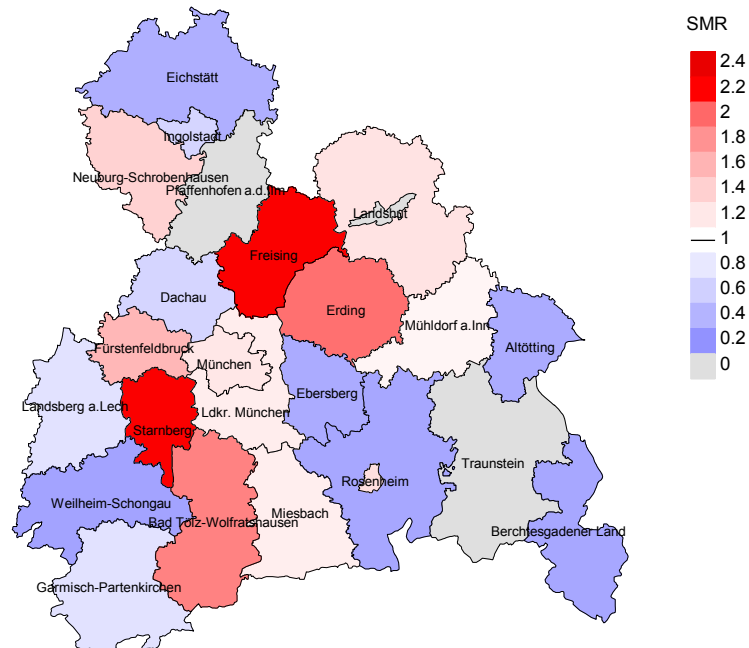 SMR
2.4
2.2
2
1.8
1.6
1.4
1.2
1
0.8
0.6
0.4
0.2
0
Eichstätt
Ingolstadt
Neuburg-Schrobenhausen
Pfaffenhofen a.d.Ilm
Landshut
Freising
Dachau
Erding
Mühldorf a.Inn
Altötting
Fürstenfeldbruck
München
Ebersberg
Landsberg a.Lech
Ldkr. München
Starnberg
Traunstein
Rosenheim
Weilheim-Schongau
Miesbach
Bad Tölz-Wolfratshausen
Berchtesgadener Land
Garmisch-Partenkirchen